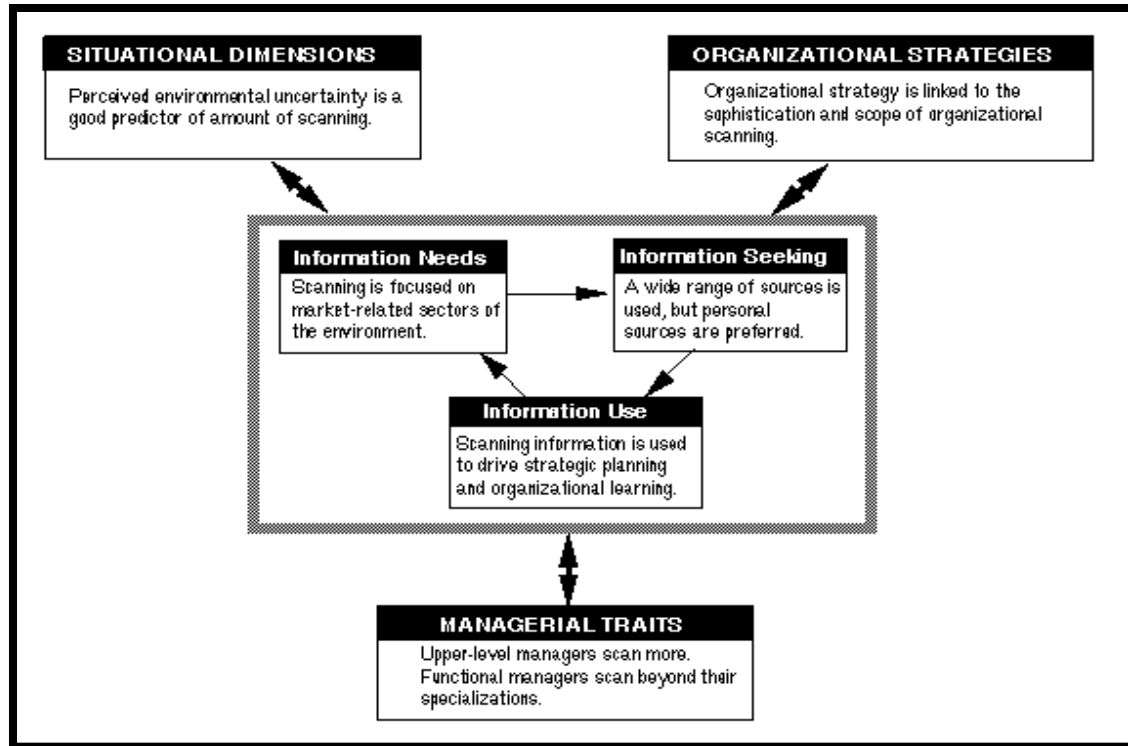 SITUATIONAL DIMENSIONS
Perceived environmental uncertainty is a
good predictor of amount of scanning.
ORGANIZATIONAL STRATEGIES
Organizational strategy is linked to the
sophistication and scope of organizational
scanning.
Information Needs
Scanning is focused on
market-related sectors of
the environment.
Information Seeking
A wide range of sources is
used, but personal
sources are preferred.
Information Use
Scanning information is used
to drive strategic planning
and organizational learning.
MANAGERIAL TRAITS
Upper-level managers scan more.
Functional managers scan beyond their
specializations.